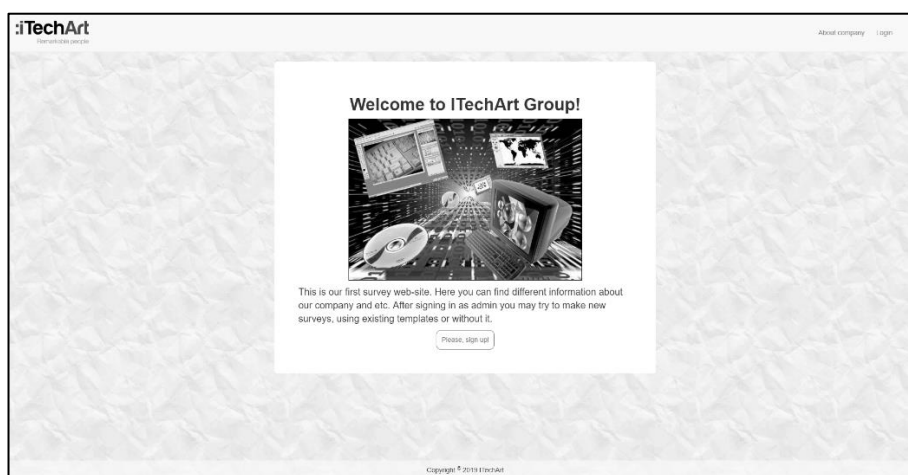 :iTechArt
Remarkable people
About company Login
Welcome to ITechArt Group!
This is our first survey web-site. Here you can find different information about
our company and etc. After signing in as admin you may try to make new
surveys, using existing templates or without it.
Please, sign up!
Copyright © 2019 ITechArt